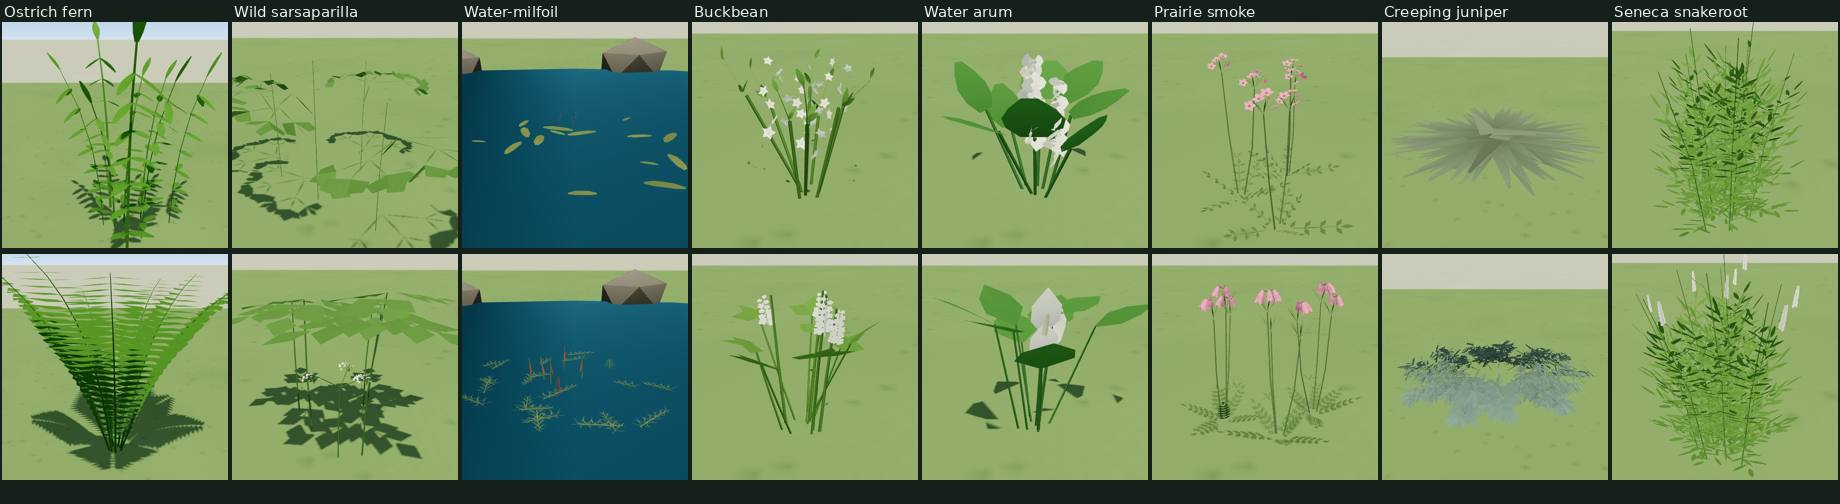 Ostrich fern
Wild sarsaparilla
Water-milfoil
Buckbean
Water arum
Prairie smoke
Creeping juniper
Seneca snakeroot